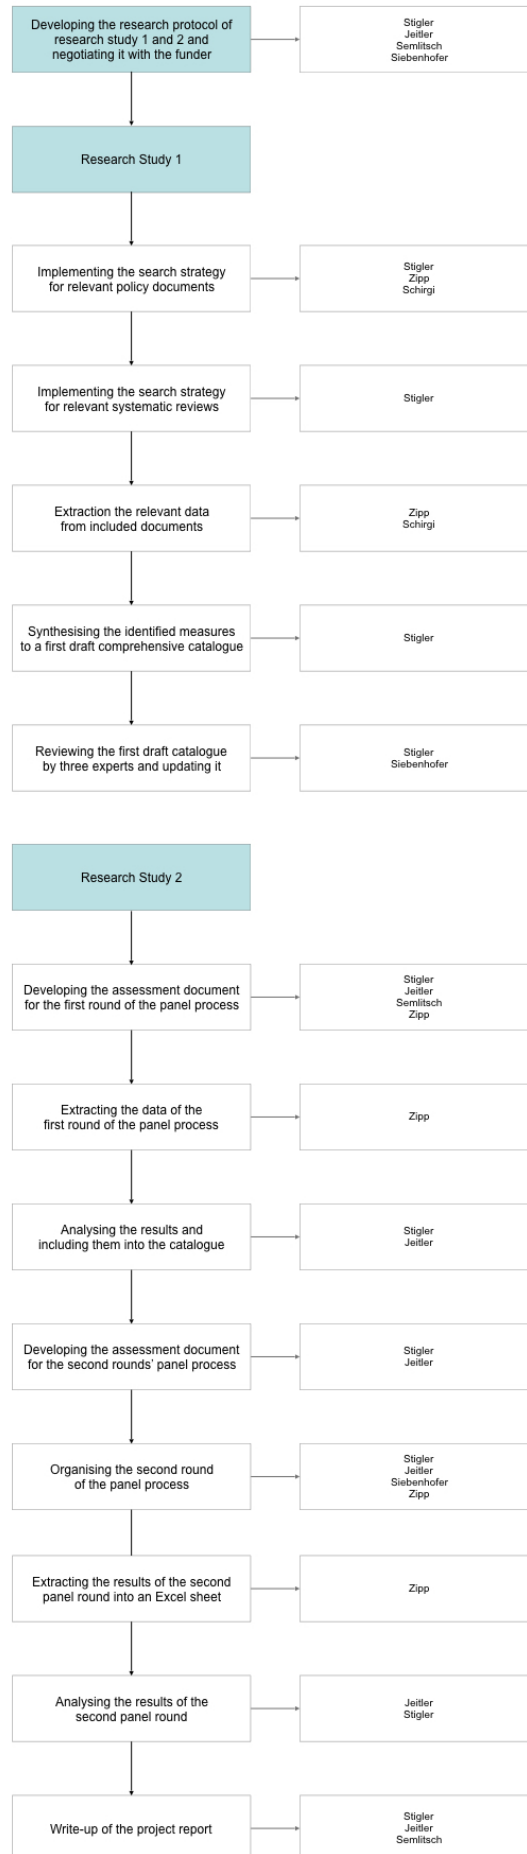 Developing the research protocol of
research study 1 and 2 and
negotiating it with the funder
Stigler
Jeitler
Semlitsch
Siebenhofer
Research Study 1
Implementing the search strategy
for relevant policy documents
Stigler
Zipp
Schirgi
Implementing the search strategy
for relevant systematic reviews
Stigler
Extraction the relevant data
from included documents
Zipp
Schirgi
Synthesising the identified measures
to a first draft comprehensive catalogue
Stigler
Reviewing the first draft catalogue
by three experts and updating it
Stigler
Siebenhofer
Research Study 2
Developing the assessment document
for the first round of the panel process
Stigler
Jeitler
Semlitsch
Zipp
Extracting the data of the
first round of the panel process
Zipp
Analysing the results and
including them into the catalogue
Stigler
Jeitler
Developing the assessment document
for the second rounds' panel process
Stigler
Jeitler
Organising the second round
of the panel process
Stigler
Jeitler
Siebenhofer
Zipp
Extracting the results of the second
panel round into an Excel sheet
Zipp
Analysing the results of the
second panel round
Jeitler
Stigler
Write-up of the project report
Stigler
Jeitler
Semlitsch